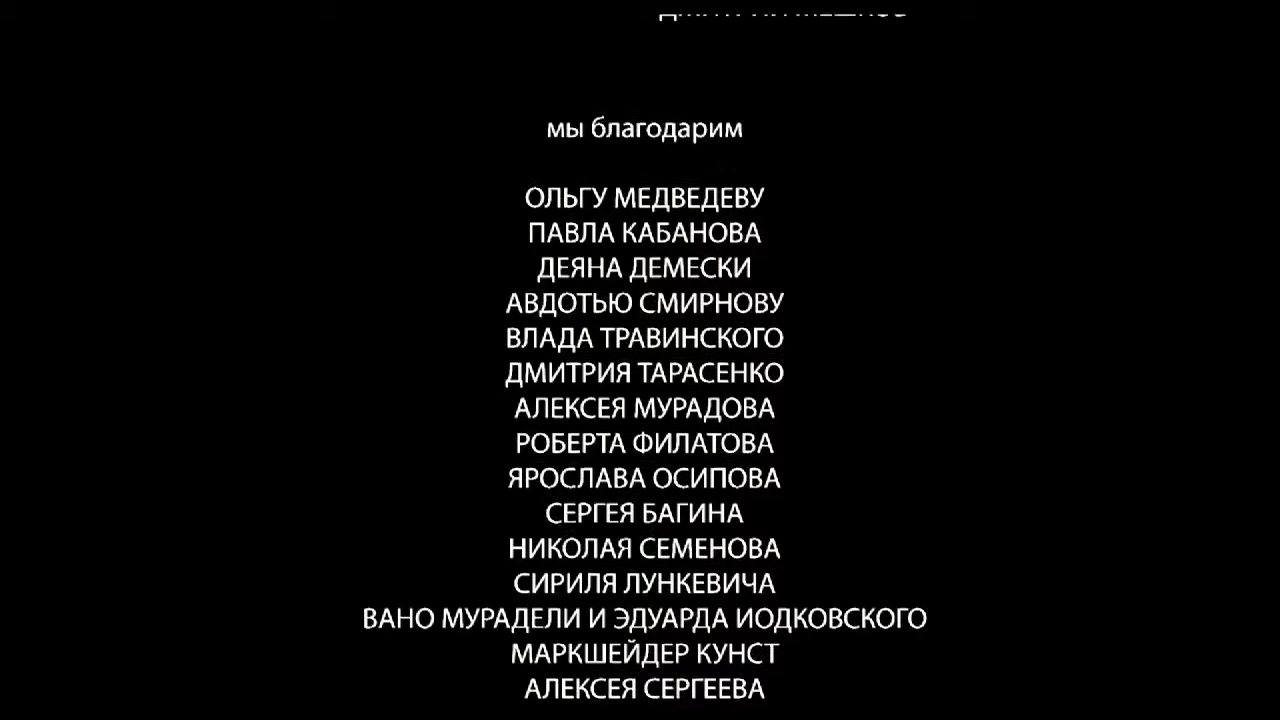 мы благодарим
ОЛЬГУ МЕДВЕДЕВУ
ПАВЛА КАБАНОВА
ДЕЯНА ДЕМЕСКИ
АВДОТЬЮ СМИРНОВУ
ВЛАДА ТРАВИНСКОГО
ДМИТРИЯ ТАРАСЕНКО
АЛЕКСЕЯ МУРАДОВА
РОБЕРТА ФИЛАТОВА
ЯРОСЛАВА ОСИПОВА
СЕРГЕЯ БАГИНА
НИКОЛАЯ СЕМЕНОВА
СИРИЛЯ ЛУНКЕВИЧА
ВАНО МУРАДЕЛИ И ЭДУАРДА ИОДКОВСКОГО
МАРКШЕЙДЕР КУНСТ
АЛЕКСЕЯ СЕРГЕЕВА